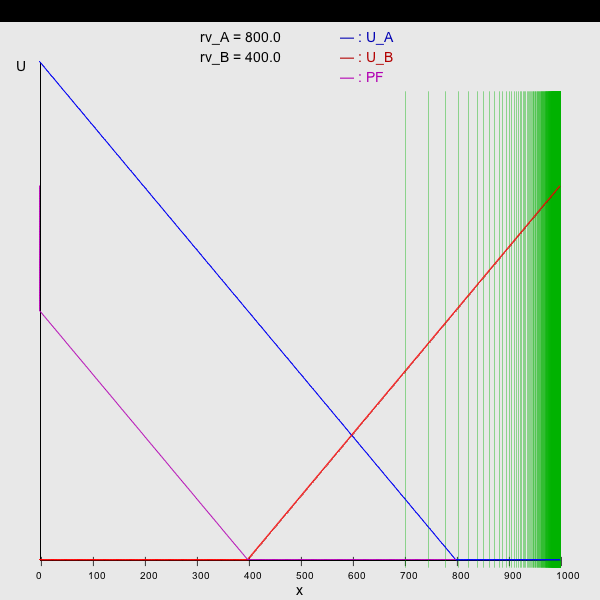 rv_A = 800.0 — : U_A
rv_B = 400.0 — : U_B
— : PF
U
0 100 200 300 400 500 600 700 800 900 1000
x